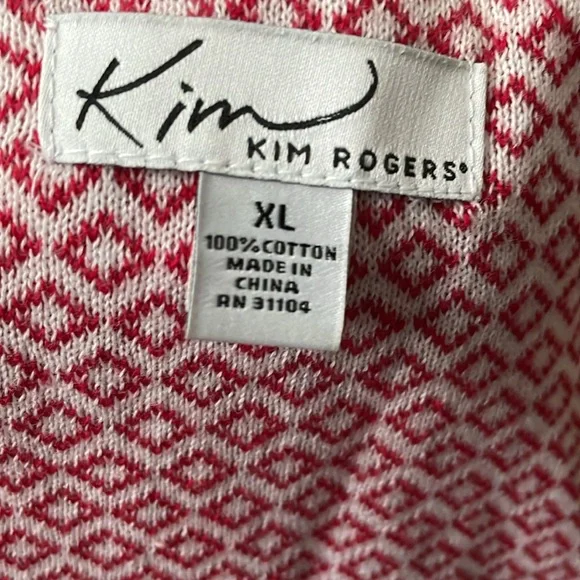 Kim
KIM ROGERS®
XL
100% COTTON
MADE IN
CHINA
RN 31104